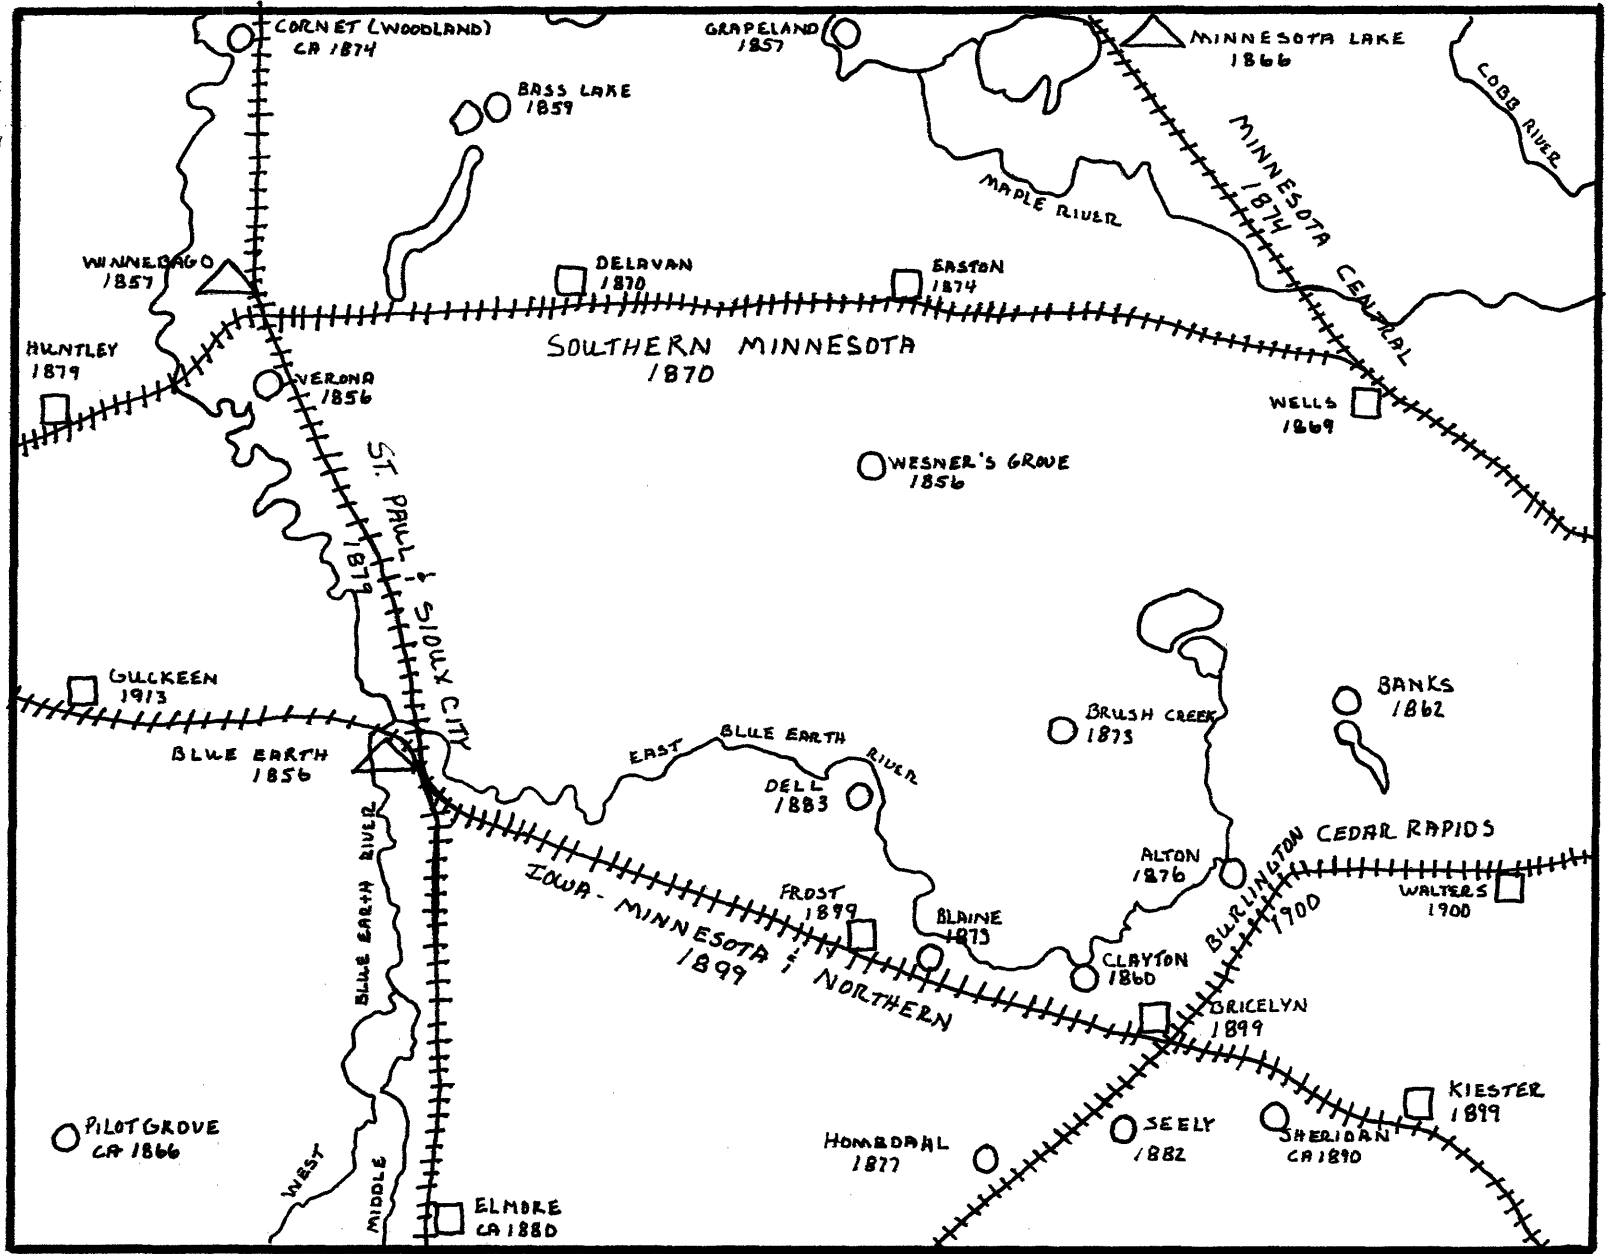 CORNET (WOODLAND)
CA 1874
GRAPELAND
1857
MINNESOTA LAKE
1866
COBB RIVER
BASS LAKE
1859
MINNESOTA CENTRAL
1874
MAPLE RIVER
WINNEBAGO
1857
DELAVAN
1870
EASTON
1874
HUNTLEY
1879
SOUTHERN MINNESOTA
1870
VERONA
1856
WELLS
1869
WESNER'S GROVE
1856
ST. PAUL & SIOUX CITY
1879
GUCKEEN
1913
BANKS
1862
BRUSH CREEK
1873
BLUE EARTH
1856
EAST BLUE EARTH RIVER
DELL
1883
BLUE EARTH RIVER
CEDAR RAPIDS
BURLINGTON
1900
ALTON
1876
WALTERS
1900
IOWA-MINNESOTA & NORTHERN
1899
FROST
1899
BLAINE
1873
CLAYTON
1860
BRICELYN
1899
KIESTER
1899
PILOT GROVE
CA 1866
WEST
MIDDLE
HOMEDAHL
1877
SEELY
1882
SHERIDAN
CA 1890
ELMORE
CA 1880